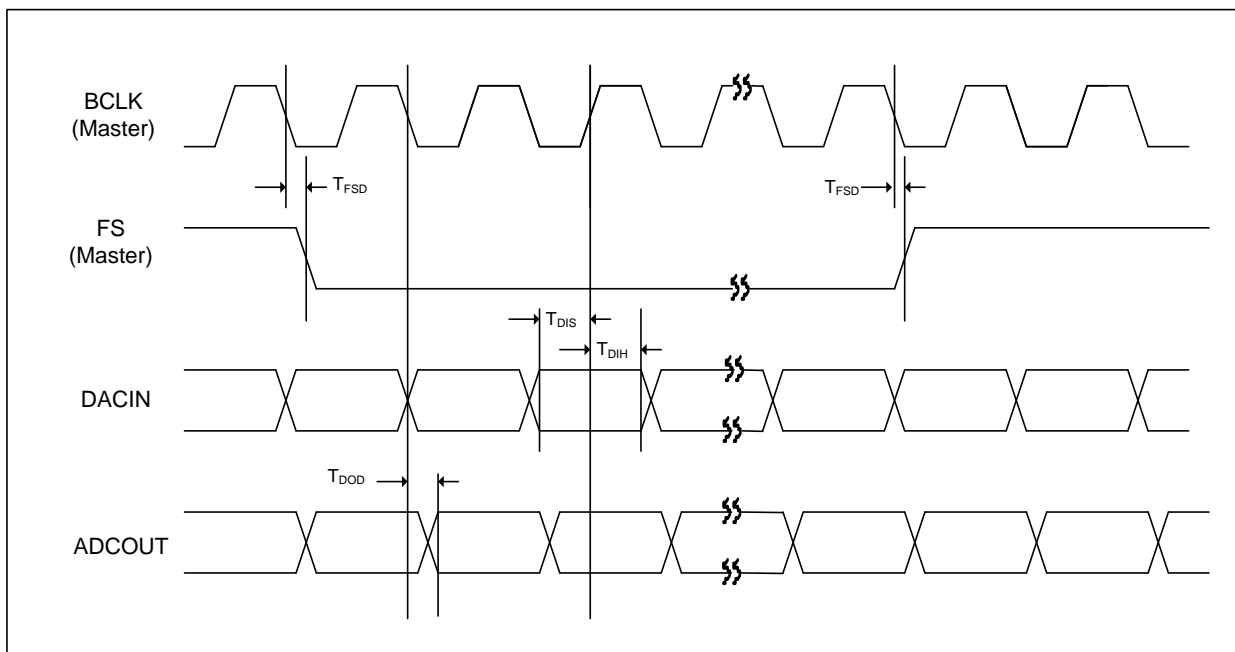 BCLK
(Master)
TFSD
TFSD
FS
(Master)
TDIS
TDIH
DACIN
TDOD
ADCOUT